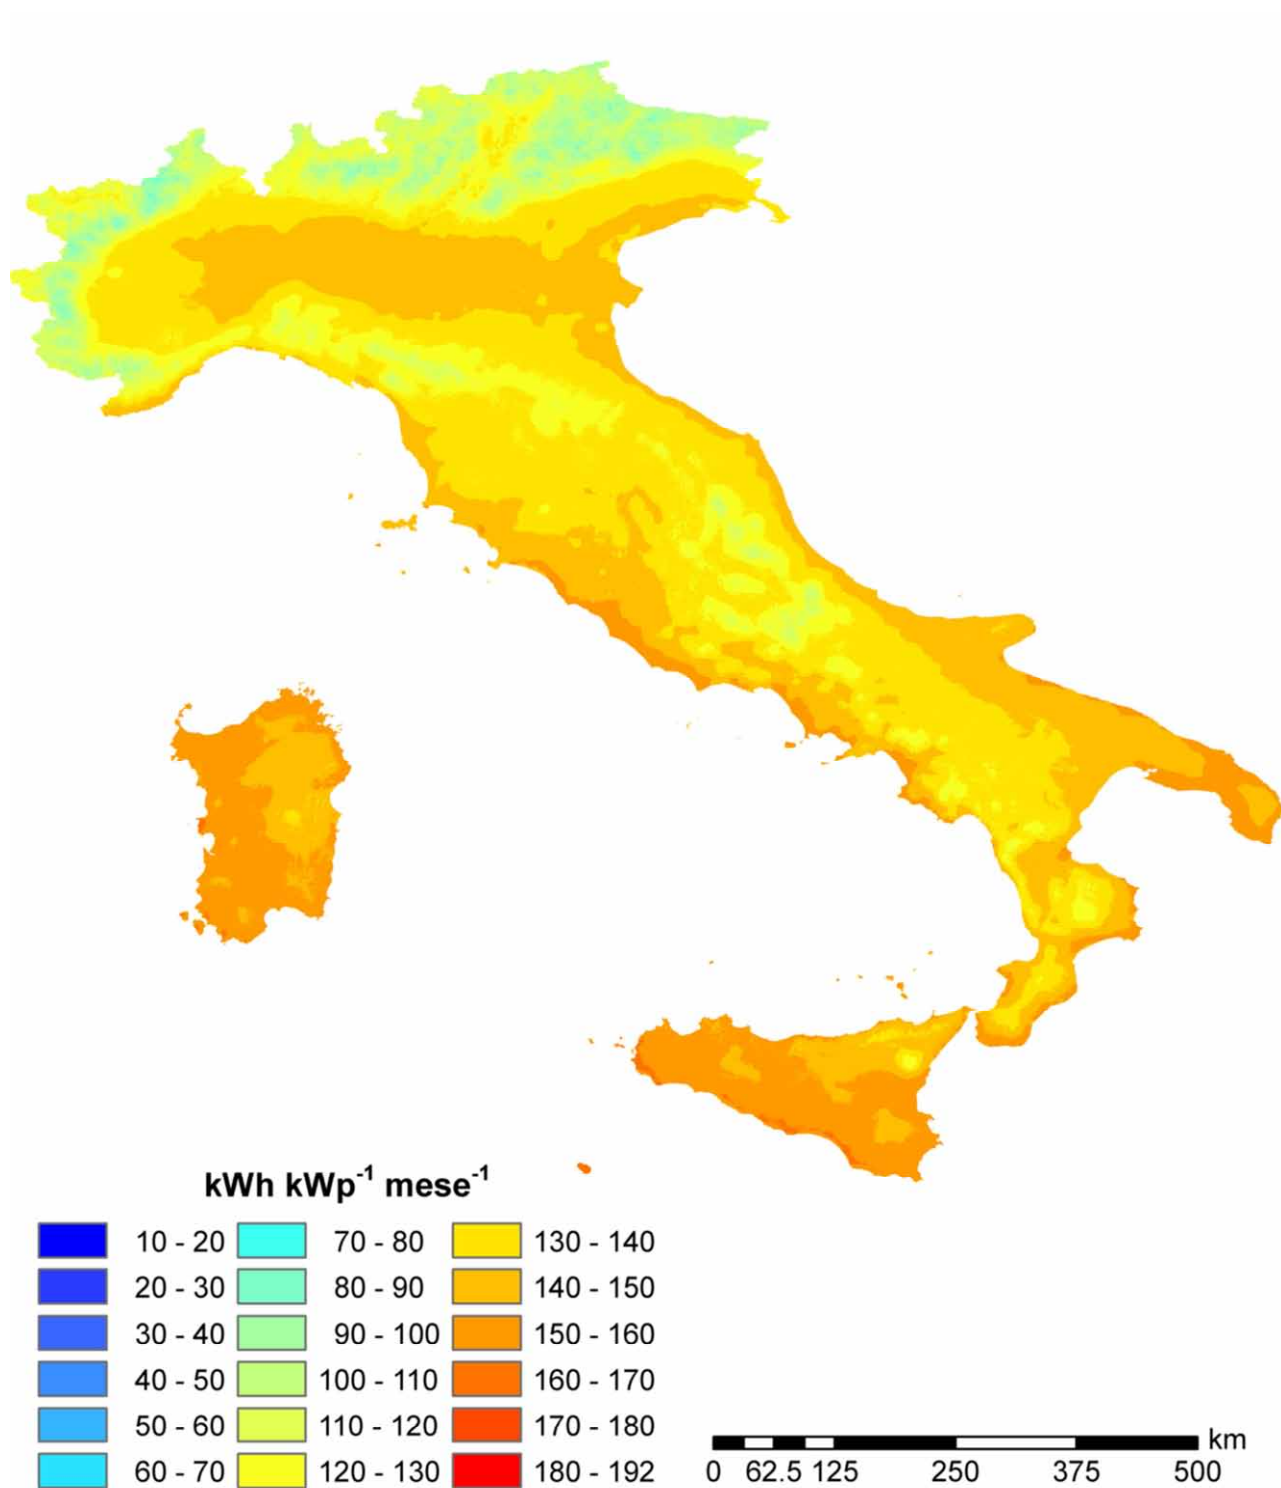 kWh kWp⁻¹ mese⁻¹
10 - 20 70 - 80 130 - 140
20 - 30 80 - 90 140 - 150
30 - 40 90 - 100 150 - 160
40 - 50 100 - 110 160 - 170
50 - 60 110 - 120 170 - 180
60 - 70 120 - 130 180 - 192
km
0 62.5 125 250 375 500